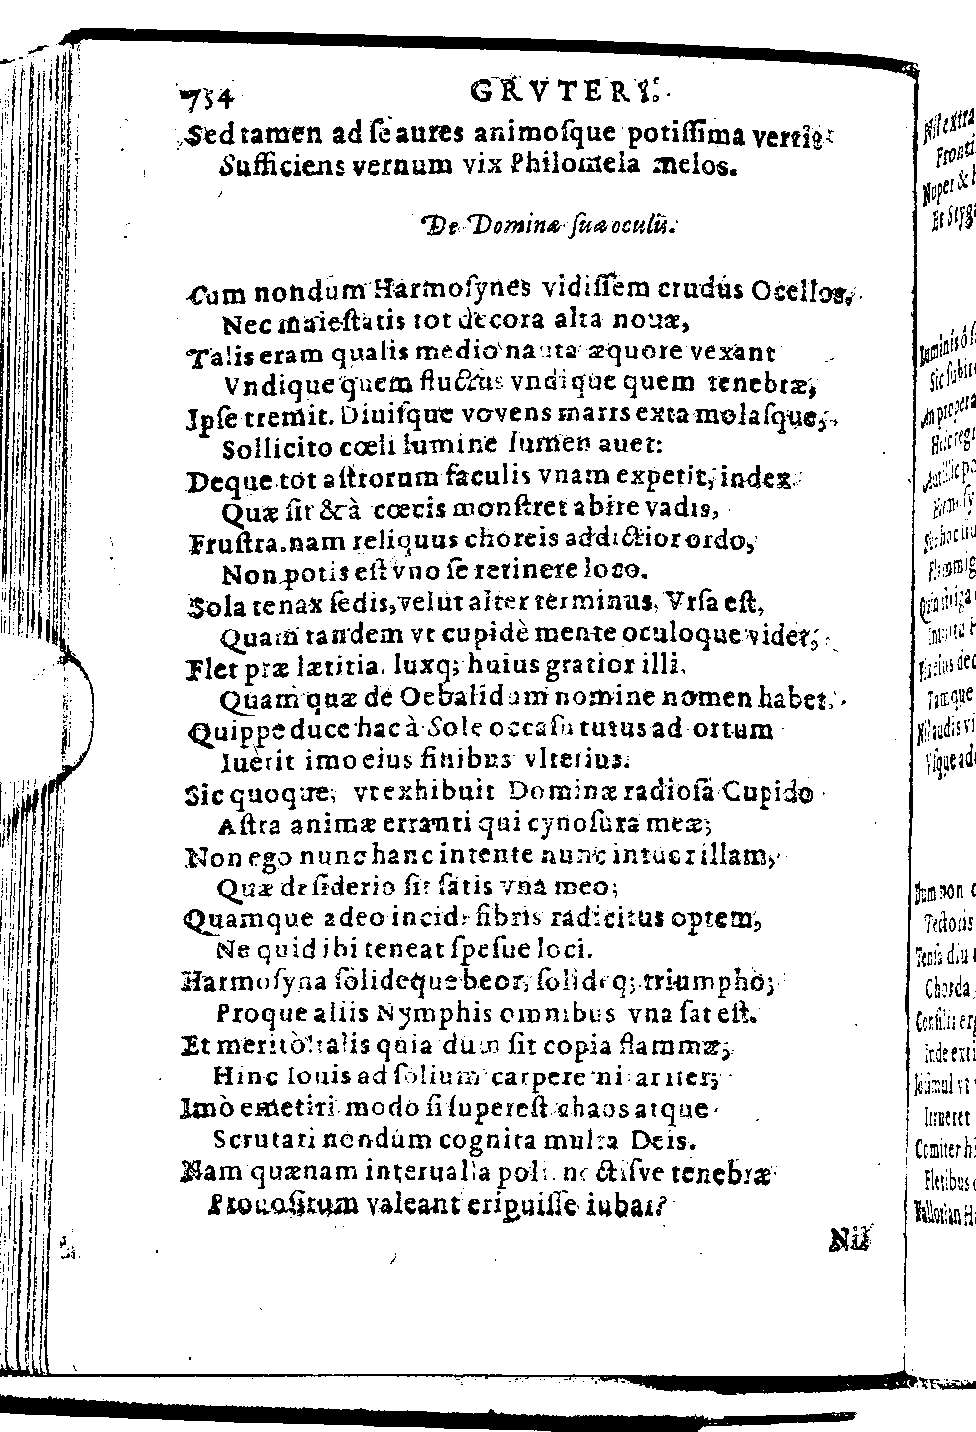 734 GRVTERI.
Sed tamen ad ſe aures animoſque potiſſima vertit
Sufficiens vernum vix Philomela melos.
De Dominæ ſuæ oculis.
Cum nondum Harmoſynes vidiſſem crudus Ocellos,
Nec maieſtatis tot decora alta nouæ,
Talis eram qualis medio nauta æquore vexant
Vndique quem fluctus vndique quem tenebræ,
Ipſe tremit. Diuiſque vovens maris exta molaſque,
Sollicito cœli lumine lumen auet:
Deque tot aſtrorum faculis vnam expetit, index
Quæ ſit & à cœcis monſtret abire vadis,
Fruſtra. nam reliquus choreis addictior ordo,
Non potis eſt vno ſe retinere loco.
Sola tenax ſedis, velut alter terminus, Vrſa eſt,
Quam tandem vt cupidè mente oculoque videt,
Flet præ lætitia. luxq; huius gratior illi,
Quam quæ de Oebalidum nomine nomen habet.
Quippe duce hac à Sole occaſu tutus ad ortum
Iuerit imo eius finibus vlterius.
Sic quoque, vt exhibuit Dominæ radioſa Cupido
Aſtra animæ erranti qui cynoſura meæ;
Non ego nunc hanc intente nunc intuer illam,
Quæ deſiderio ſit ſatis vna meo;
Quamque adeo incidi fibris radicitus optem,
Ne quid ibi teneat ſpeſue loci.
Harmoſyna ſolideque beor, ſolideq; triumpho;
Proque aliis Nymphis omnibus vna ſat eſt.
Et meritò talis quia dum ſit copia flammæ,
Hinc Iouis ad ſolium carpere ni ar iter;
Imò emetiri modo ſi ſupereſt chaos atque
Scrutari nondum cognita multa Deis.
Nam quænam interualla poli noctiſve tenebræ
Propoſitum valeant eripuiſſe iubar?
Nil